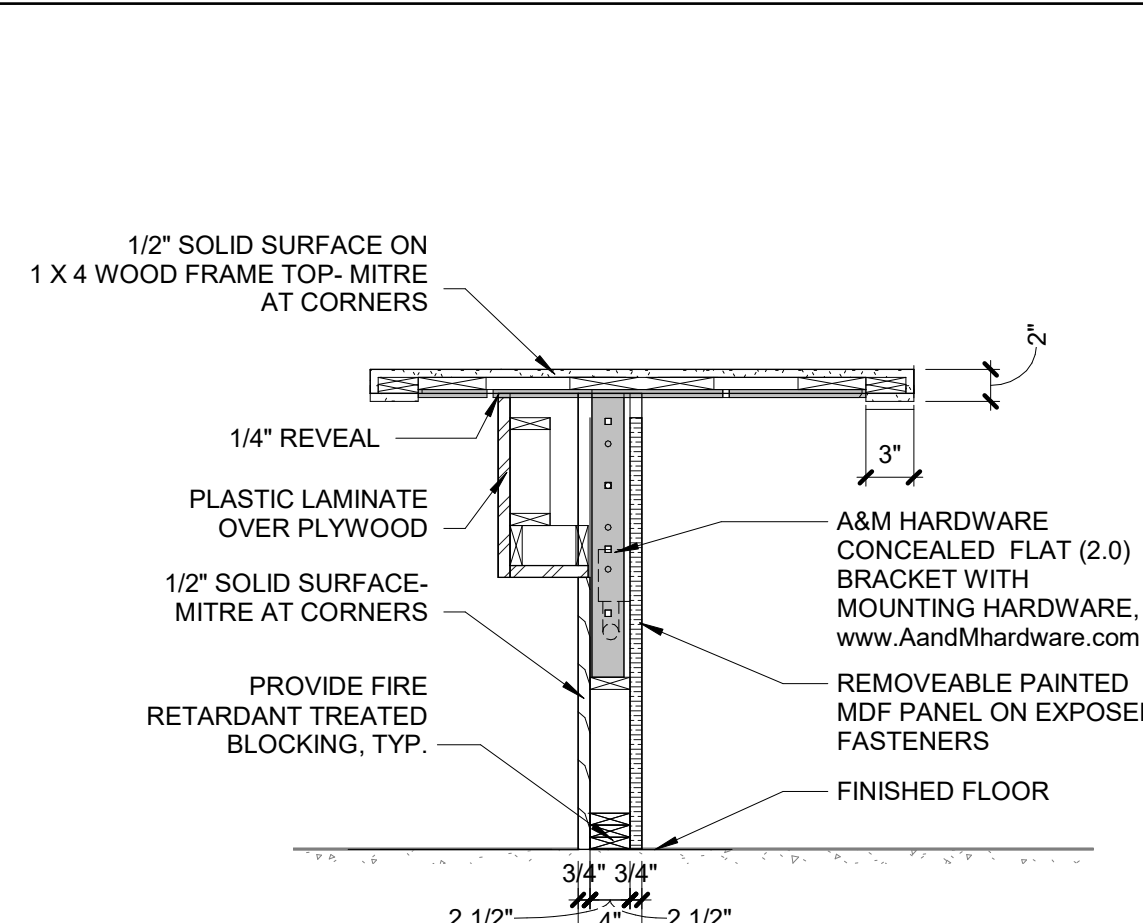 1/2" SOLID SURFACE ON
1 X 4 WOOD FRAME TOP- MITRE
AT CORNERS
2"
1/4" REVEAL
3"
PLASTIC LAMINATE
OVER PLYWOOD
A&M HARDWARE
CONCEALED FLAT (2.0)
BRACKET WITH
MOUNTING HARDWARE,
www.AandMhardware.com
1/2" SOLID SURFACE-
MITRE AT CORNERS
PROVIDE FIRE
RETARDANT TREATED
BLOCKING, TYP.
REMOVEABLE PAINTED
MDF PANEL ON EXPOSE
FASTENERS
FINISHED FLOOR
3/4" 3/4"
2 1/2" 4" 2 1/2"